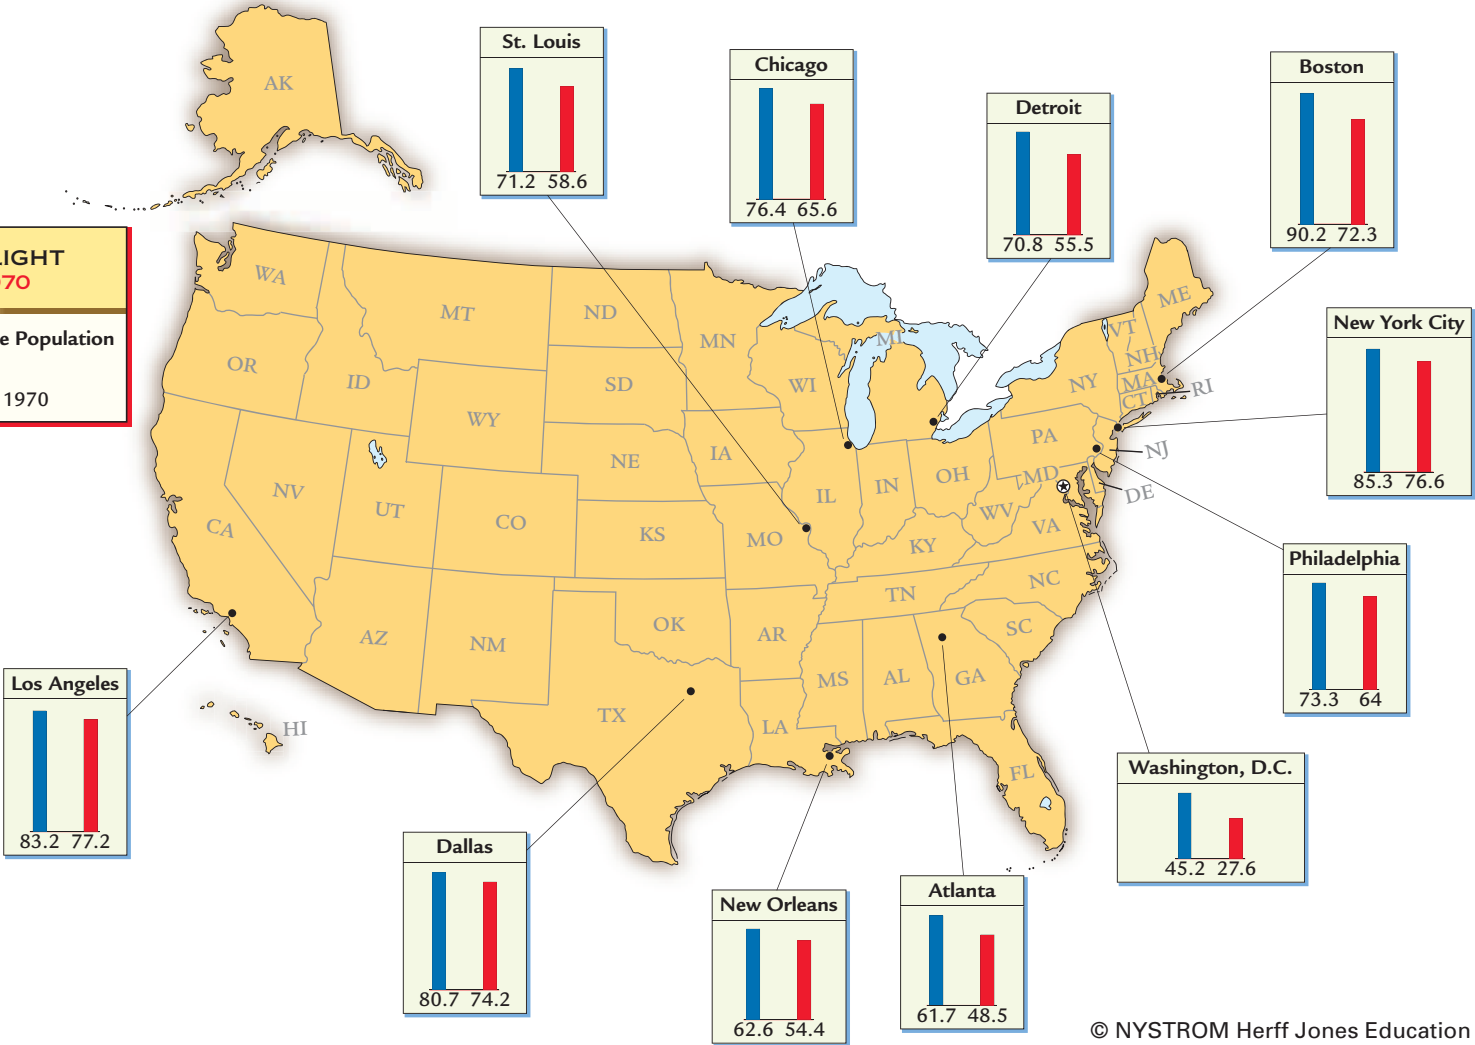 AK
St. Louis
71.2 58.6
Chicago
76.4 65.6
Detroit
70.8 55.5
Boston
90.2 72.3
LIGHT
970
e Population
1970
WA
OR
CA
NV
ID
MT
WY
UT
CO
AZ
NM
ND
SD
NE
KS
OK
TX
MN
IA
MO
AR
LA
WI
IL
MI
IN
OH
KY
TN
MS
AL
GA
FL
SC
NC
VA
WV
MD
DE
PA
NJ
NY
CT
RI
MA
NH
VT
ME
HI
New York City
85.3 76.6
Philadelphia
73.3 64
Washington, D.C.
45.2 27.6
Atlanta
61.7 48.5
New Orleans
62.6 54.4
Dallas
80.7 74.2
Los Angeles
83.2 77.2
© NYSTROM Herff Jones Education